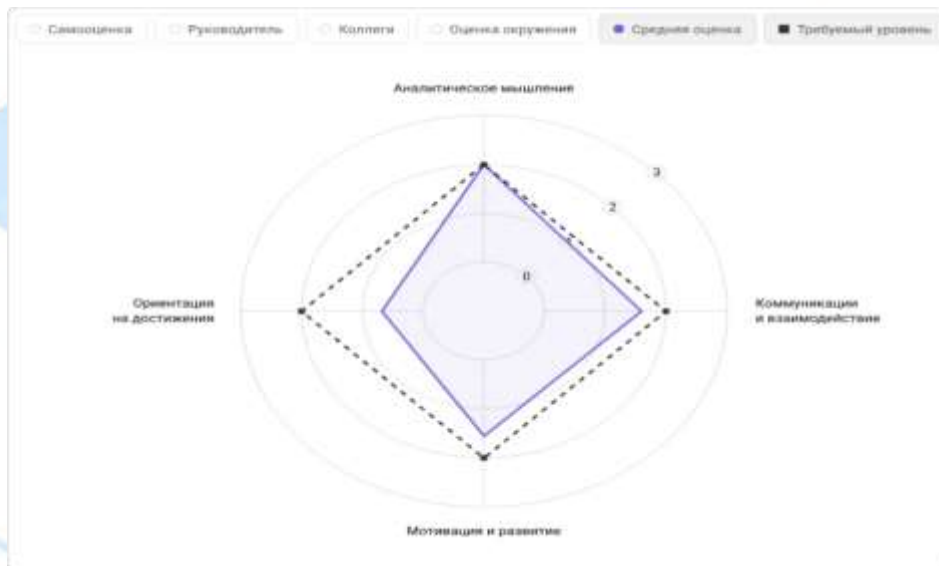 Самооценка
Руководитель
Коллеги
Оценка окружения
Средняя оценка
Требуемый уровень
Аналитическое мышление
3
2
0
Ориентация
на достижения
Коммуникации
и взаимодействие
Мотивация и развитие